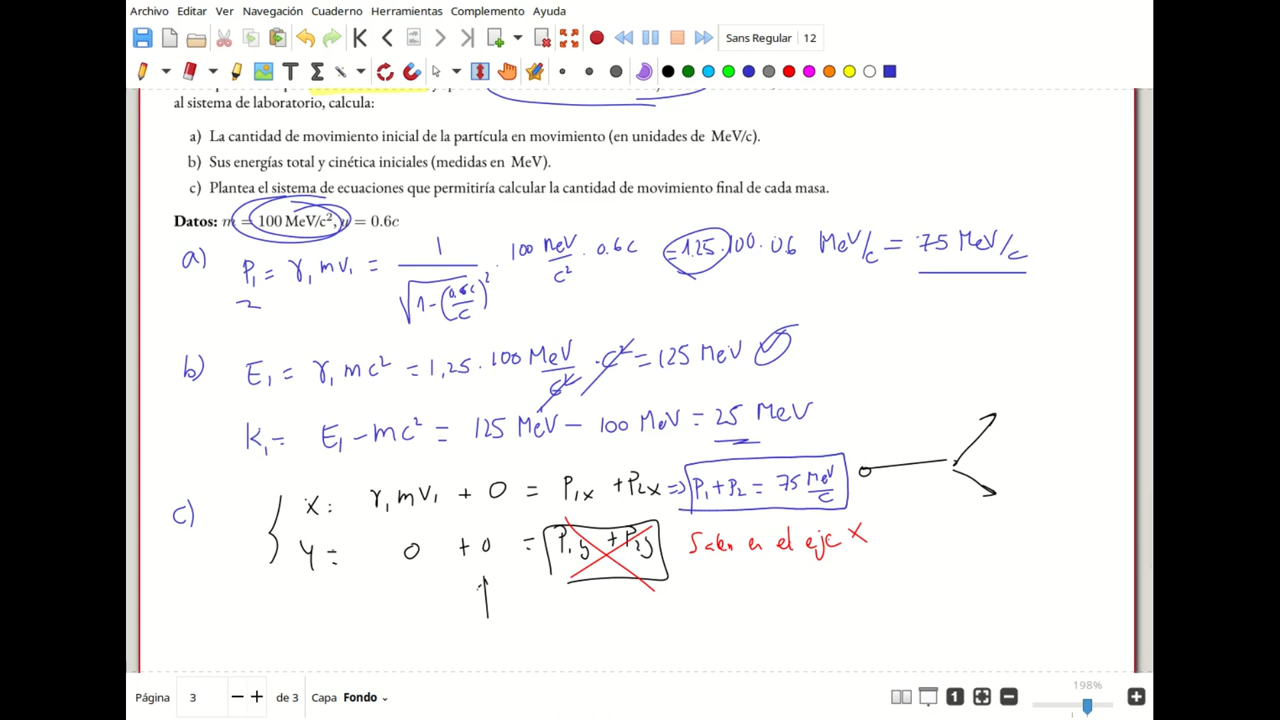 Archivo Editar Ver Navegación Cuaderno Herramientas Complemento Ayuda
Sans Regular 12
al sistema de laboratorio, calcula:
a) La cantidad de movimiento inicial de la partícula en movimiento (en unidades de MeV/c).
b) Sus energías total y cinética iniciales (medidas en MeV).
c) Plantea el sistema de ecuaciones que permitiría calcular la cantidad de movimiento final de cada masa.
Datos: m = 100 MeV/c², u = 0.6c
a) P₁ = γ₁ m v₁ = 1/√(1-(0.6c/c)²) · 100 MeV/c² · 0.6c = 1.25 · 100 · 0.6 MeV/c = 75 MeV/c
b) E₁ = γ₁ m c² = 1,25 · 100 MeV/c² · c² = 125 MeV
K₁ = E₁ - mc² = 125 MeV - 100 MeV = 25 MeV
c) X: γ₁ m v₁ + 0 = P₁x + P₂x => P₁ + P₂ = 75 MeV/c
Y = 0 + 0 = P₁y + P₂y Salen en el eje X
Página 3 de 3 Capa Fondo 1 198%